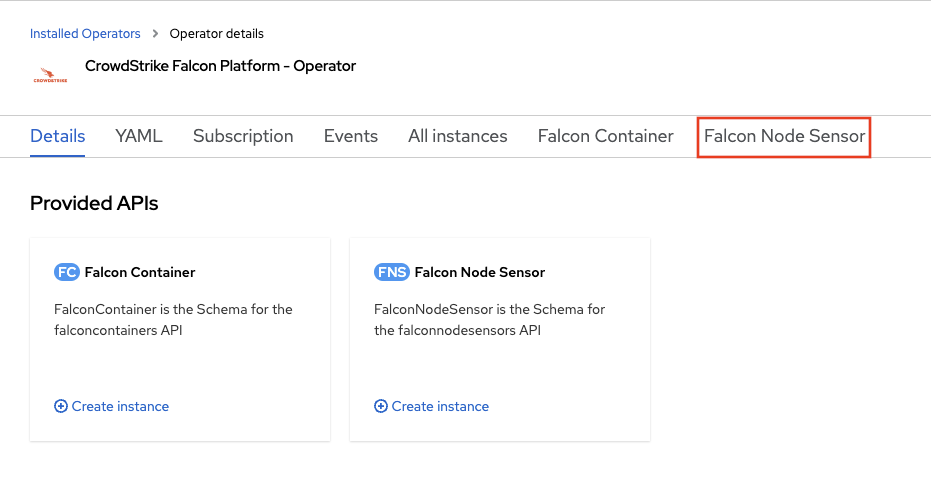 Installed Operators > Operator details
CROWDSTRIKE
CrowdStrike Falcon Platform - Operator
Details YAML Subscription Events All instances Falcon Container Falcon Node Sensor
Provided APIs
FC Falcon Container
FalconContainer is the Schema for the
falconcontainers API
Create instance
FNS Falcon Node Sensor
FalconNodeSensor is the Schema for
the falconnodesensors API
Create instance